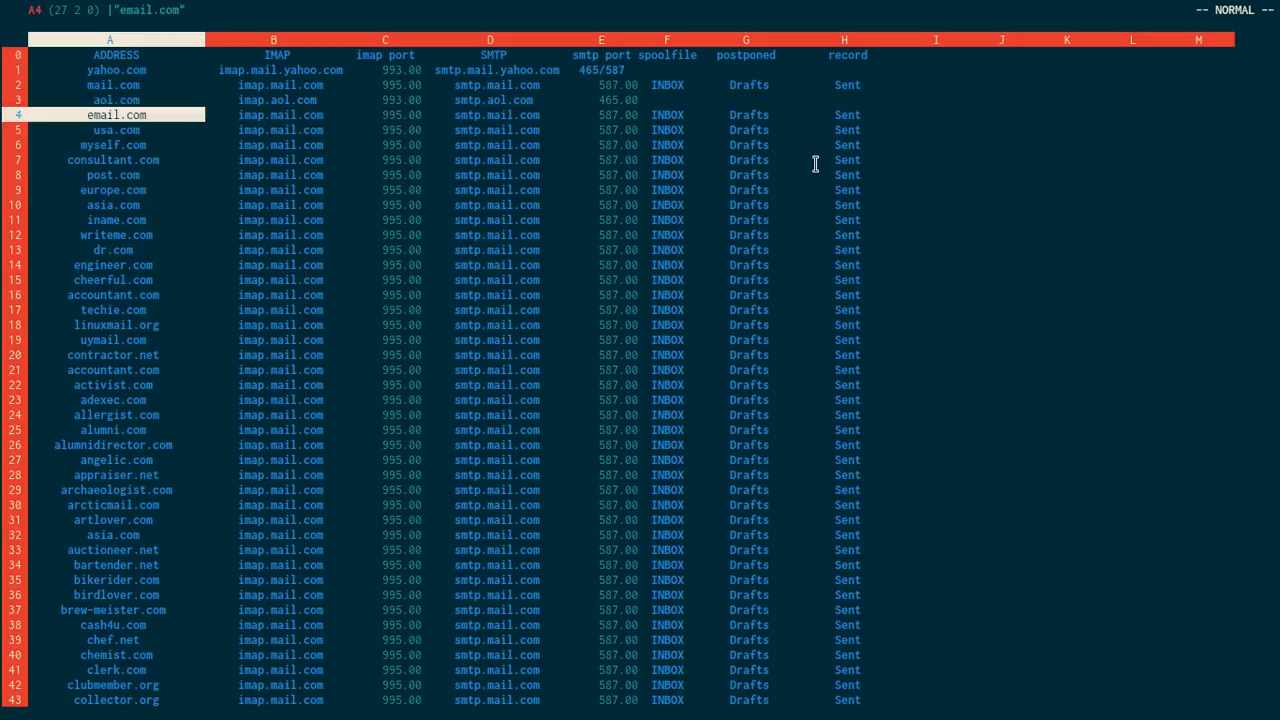 A4 (27 2 0) |"email.com" -- NORMAL --
A B C D E F G H I J K L M
0 ADDRESS IMAP imap port SMTP smtp port spoolfile postponed record
1 yahoo.com imap.mail.yahoo.com 993.00 smtp.mail.yahoo.com 465/587
2 mail.com imap.mail.com 995.00 smtp.mail.com 587.00 INBOX Drafts Sent
3 aol.com imap.aol.com 993.00 smtp.aol.com 465.00
4 email.com imap.mail.com 995.00 smtp.mail.com 587.00 INBOX Drafts Sent
5 usa.com imap.mail.com 995.00 smtp.mail.com 587.00 INBOX Drafts Sent
6 myself.com imap.mail.com 995.00 smtp.mail.com 587.00 INBOX Drafts Sent
7 consultant.com imap.mail.com 995.00 smtp.mail.com 587.00 INBOX Drafts Sent
8 post.com imap.mail.com 995.00 smtp.mail.com 587.00 INBOX Drafts Sent
9 europe.com imap.mail.com 995.00 smtp.mail.com 587.00 INBOX Drafts Sent
10 asia.com imap.mail.com 995.00 smtp.mail.com 587.00 INBOX Drafts Sent
11 iname.com imap.mail.com 995.00 smtp.mail.com 587.00 INBOX Drafts Sent
12 writeme.com imap.mail.com 995.00 smtp.mail.com 587.00 INBOX Drafts Sent
13 dr.com imap.mail.com 995.00 smtp.mail.com 587.00 INBOX Drafts Sent
14 engineer.com imap.mail.com 995.00 smtp.mail.com 587.00 INBOX Drafts Sent
15 cheerful.com imap.mail.com 995.00 smtp.mail.com 587.00 INBOX Drafts Sent
16 accountant.com imap.mail.com 995.00 smtp.mail.com 587.00 INBOX Drafts Sent
17 techie.com imap.mail.com 995.00 smtp.mail.com 587.00 INBOX Drafts Sent
18 linuxmail.org imap.mail.com 995.00 smtp.mail.com 587.00 INBOX Drafts Sent
19 uymail.com imap.mail.com 995.00 smtp.mail.com 587.00 INBOX Drafts Sent
20 contractor.net imap.mail.com 995.00 smtp.mail.com 587.00 INBOX Drafts Sent
21 accountant.com imap.mail.com 995.00 smtp.mail.com 587.00 INBOX Drafts Sent
22 activist.com imap.mail.com 995.00 smtp.mail.com 587.00 INBOX Drafts Sent
23 adexec.com imap.mail.com 995.00 smtp.mail.com 587.00 INBOX Drafts Sent
24 allergist.com imap.mail.com 995.00 smtp.mail.com 587.00 INBOX Drafts Sent
25 alumni.com imap.mail.com 995.00 smtp.mail.com 587.00 INBOX Drafts Sent
26 alumnidirector.com imap.mail.com 995.00 smtp.mail.com 587.00 INBOX Drafts Sent
27 angelic.com imap.mail.com 995.00 smtp.mail.com 587.00 INBOX Drafts Sent
28 appraiser.net imap.mail.com 995.00 smtp.mail.com 587.00 INBOX Drafts Sent
29 archaeologist.com imap.mail.com 995.00 smtp.mail.com 587.00 INBOX Drafts Sent
30 arcticmail.com imap.mail.com 995.00 smtp.mail.com 587.00 INBOX Drafts Sent
31 artlover.com imap.mail.com 995.00 smtp.mail.com 587.00 INBOX Drafts Sent
32 asia.com imap.mail.com 995.00 smtp.mail.com 587.00 INBOX Drafts Sent
33 auctioneer.net imap.mail.com 995.00 smtp.mail.com 587.00 INBOX Drafts Sent
34 bartender.net imap.mail.com 995.00 smtp.mail.com 587.00 INBOX Drafts Sent
35 bikerider.com imap.mail.com 995.00 smtp.mail.com 587.00 INBOX Drafts Sent
36 birdlover.com imap.mail.com 995.00 smtp.mail.com 587.00 INBOX Drafts Sent
37 brew-meister.com imap.mail.com 995.00 smtp.mail.com 587.00 INBOX Drafts Sent
38 cash4u.com imap.mail.com 995.00 smtp.mail.com 587.00 INBOX Drafts Sent
39 chef.net imap.mail.com 995.00 smtp.mail.com 587.00 INBOX Drafts Sent
40 chemist.com imap.mail.com 995.00 smtp.mail.com 587.00 INBOX Drafts Sent
41 clerk.com imap.mail.com 995.00 smtp.mail.com 587.00 INBOX Drafts Sent
42 clubmember.org imap.mail.com 995.00 smtp.mail.com 587.00 INBOX Drafts Sent
43 collector.org imap.mail.com 995.00 smtp.mail.com 587.00 INBOX Drafts Sent